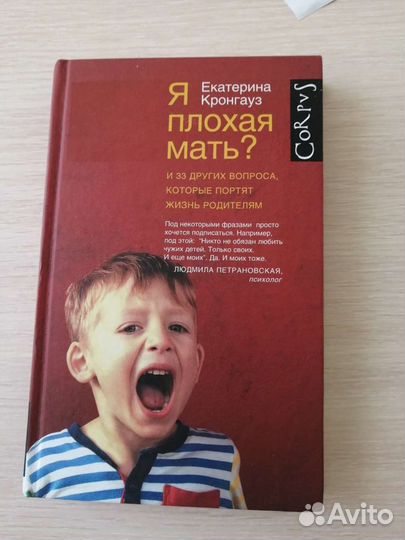 Я
плохая
мать?
Екатерина
Кронгауз
CORPVS
И 33 ДРУГИХ ВОПРОСА,
КОТОРЫЕ ПОРТЯТ
ЖИЗНЬ РОДИТЕЛЯМ
Под некоторыми фразами просто
хочется подписаться. Например,
под этой: "Никто не обязан любить
чужих детей. Только своих.
И еще моих". Да. И моих тоже.
ЛЮДМИЛА ПЕТРАНОВСКАЯ,
психолог
Avito